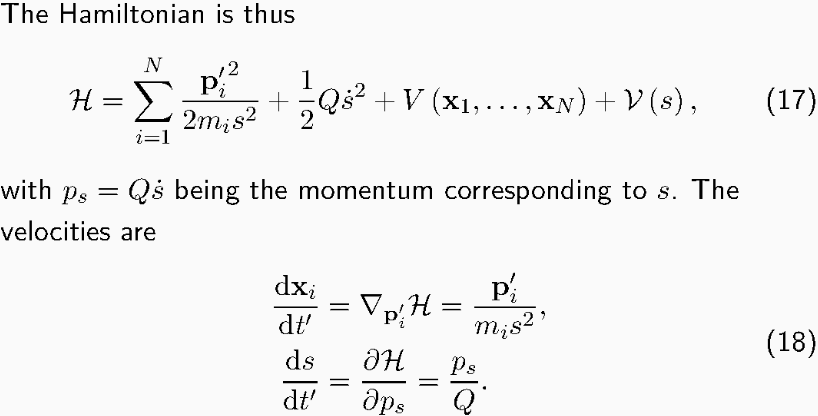 The Hamiltonian is thus
$$\mathcal{H} = \sum_{i=1}^{N} \frac{\mathbf{p}_i'^{\,2}}{2m_i s^2} + \frac{1}{2} Q\dot{s}^2 + V\left(\mathbf{x_1}, \ldots, \mathbf{x}_N\right) + \mathcal{V}\left(s\right), \quad (17)$$
with $p_s = Q\dot{s}$ being the momentum corresponding to $s$. The
velocities are
$$\frac{\mathrm{d}\mathbf{x}_i}{\mathrm{d}t'} = \nabla_{\mathbf{p}_i'} \mathcal{H} = \frac{\mathbf{p}_i'}{m_i s^2},$$
$$\frac{\mathrm{d}s}{\mathrm{d}t'} = \frac{\partial \mathcal{H}}{\partial p_s} = \frac{p_s}{Q}. \quad (18)$$